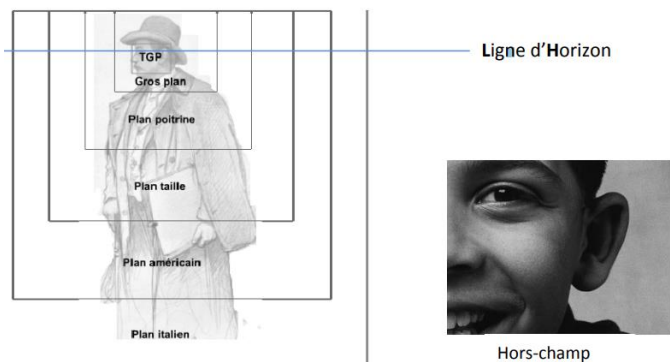 TGP
Gros plan
Plan poitrine
Plan taille
Plan américain
Plan italien
Ligne d'Horizon
Hors-champ